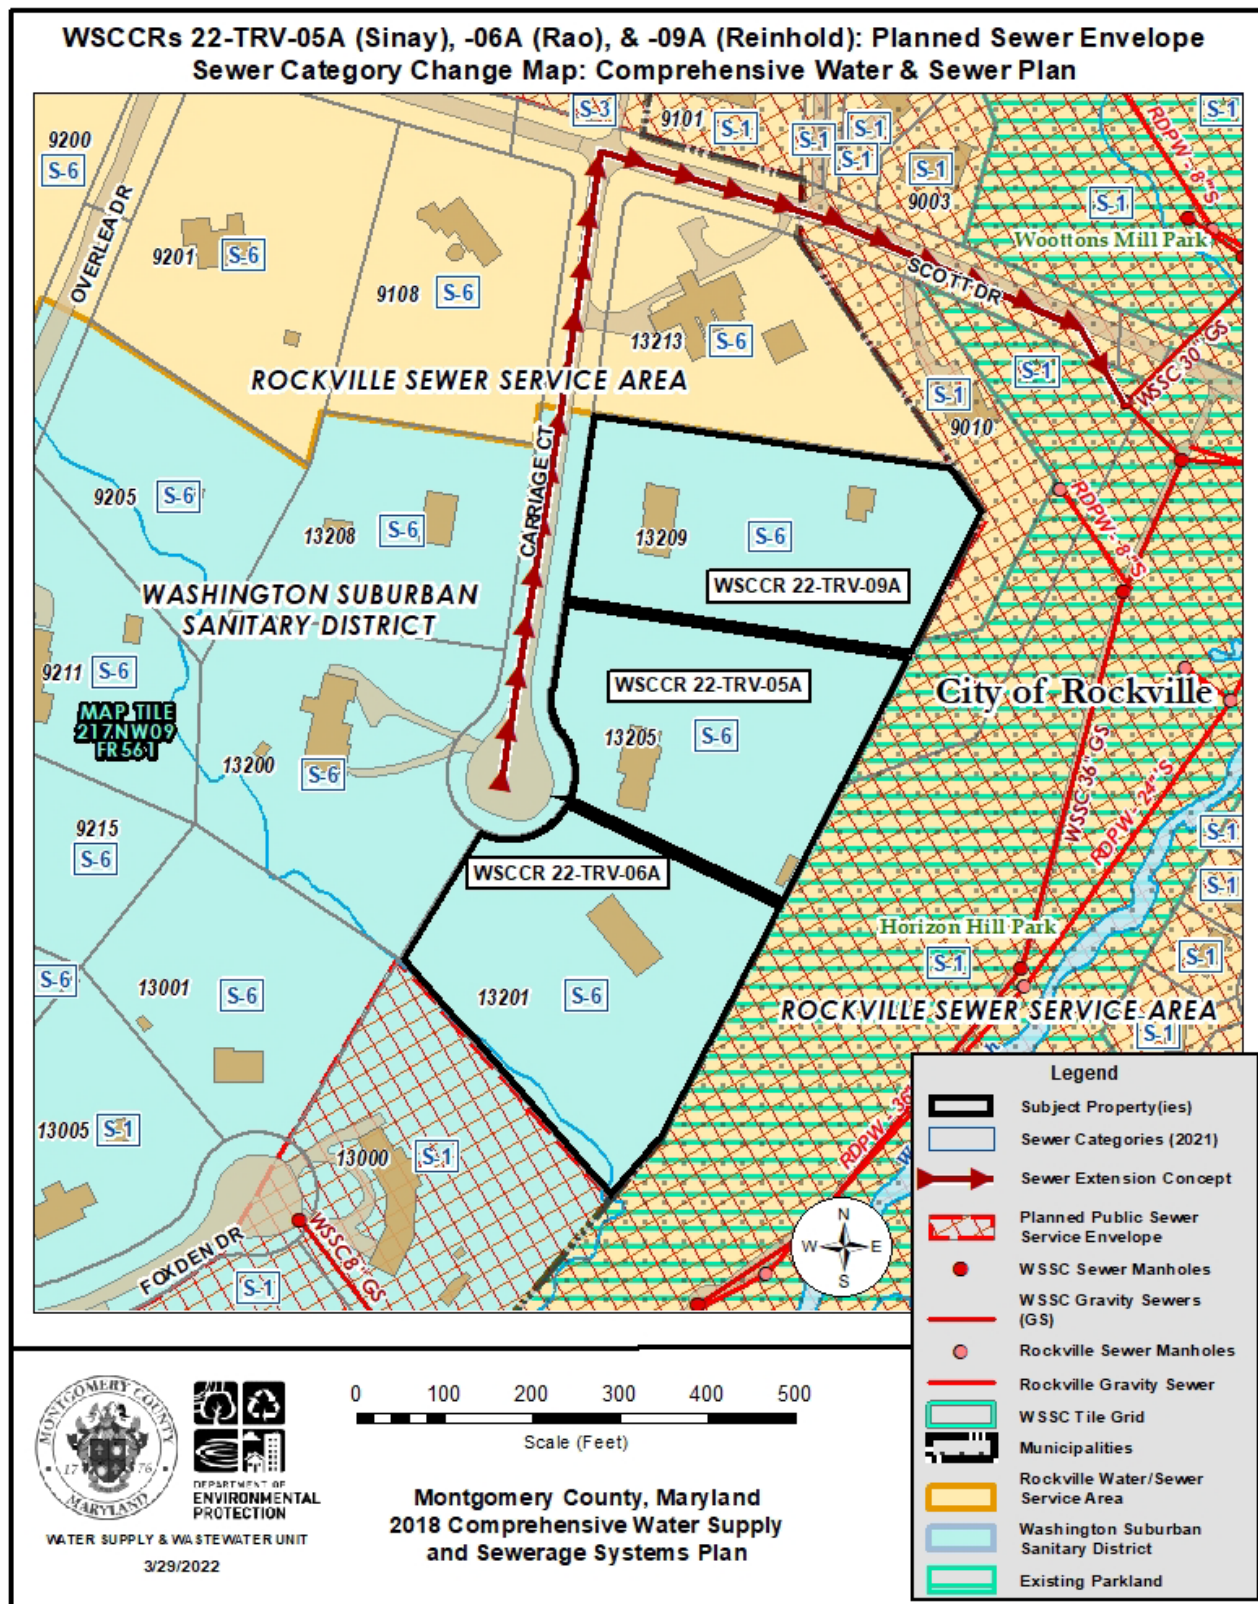 WSCCRs 22-TRV-05A (Sinay), -06A (Rao), & -09A (Reinhold): Planned Sewer Envelope
Sewer Category Change Map: Comprehensive Water & Sewer Plan
9200
S-6
OVERLEA DR
9201
S-6
9108
S-6
S-3
9101
S-1
S-1
S-1
S-1
S-1
9003
S-1
S-1
RDPW - 8"S
Woottons Mill Park
SCOTT DR
13213
S-6
S-1
S-1
9010
WSSC 30" GS
ROCKVILLE SEWER SERVICE AREA
CARRIAGE CT
9205
S-6
13208
S-6
13209
S-6
WSCCR 22-TRV-09A
RDPW - 8"S
WASHINGTON SUBURBAN
SANITARY DISTRICT
9211
S-6
MAP TILE
217NW09
FR561
WSCCR 22-TRV-05A
13205
S-6
City of Rockville
WSSC 36" GS
RDPW - 24"S
13200
S-6
9215
S-6
WSCCR 22-TRV-06A
S-1
S-1
S-1
Horizon Hill Park
S-1
ROCKVILLE SEWER SERVICE AREA
S-1
S-6
13001
S-6
13201
S-6
13005
S-1
13000
S-1
FOXDEN DR
WSSC 8" GS
S-1
RDPW - 36
N
W
E
S
Legend
Subject Property(ies)
Sewer Categories (2021)
Sewer Extension Concept
Planned Public Sewer
Service Envelope
WSSC Sewer Manholes
WSSC Gravity Sewers
(GS)
Rockville Sewer Manholes
Rockville Gravity Sewer
WSSC Tile Grid
Municipalities
Rockville Water/Sewer
Service Area
Washington Suburban
Sanitary District
Existing Parkland
MONTGOMERY COUNTY
17 76
MARYLAND
DEPARTMENT OF
ENVIRONMENTAL
PROTECTION
WATER SUPPLY & WASTEWATER UNIT
3/29/2022
0 100 200 300 400 500
Scale (Feet)
Montgomery County, Maryland
2018 Comprehensive Water Supply
and Sewerage Systems Plan